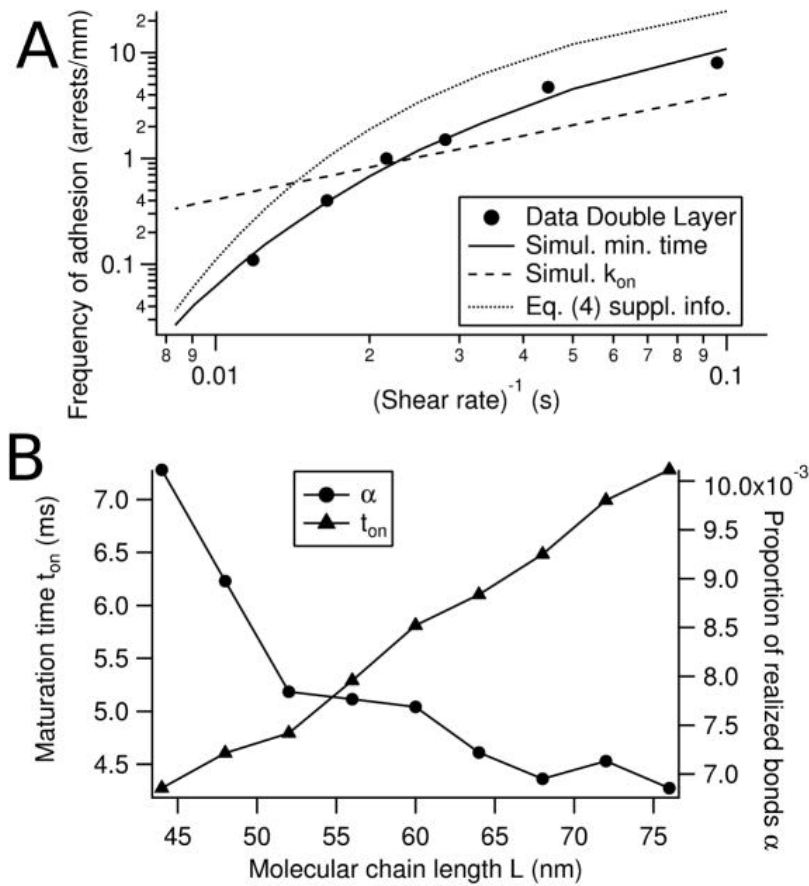 A
Frequency of adhesion (arrests/mm)
2
10
4
2
1
4
2
0.1
4
Data Double Layer
Simul. min. time
Simul. kon
Eq. (4) suppl. info.
8 9 2 3 4 5 6 7 8 9
0.01 0.1
(Shear rate)-1 (s)
B
Maturation time ton (ms)
7.0
6.5
6.0
5.5
5.0
4.5
α
ton
10.0x10-3
9.5
9.0
8.5
8.0
7.5
7.0
Proportion of realized bonds α
45 50 55 60 65 70 75
Molecular chain length L (nm)